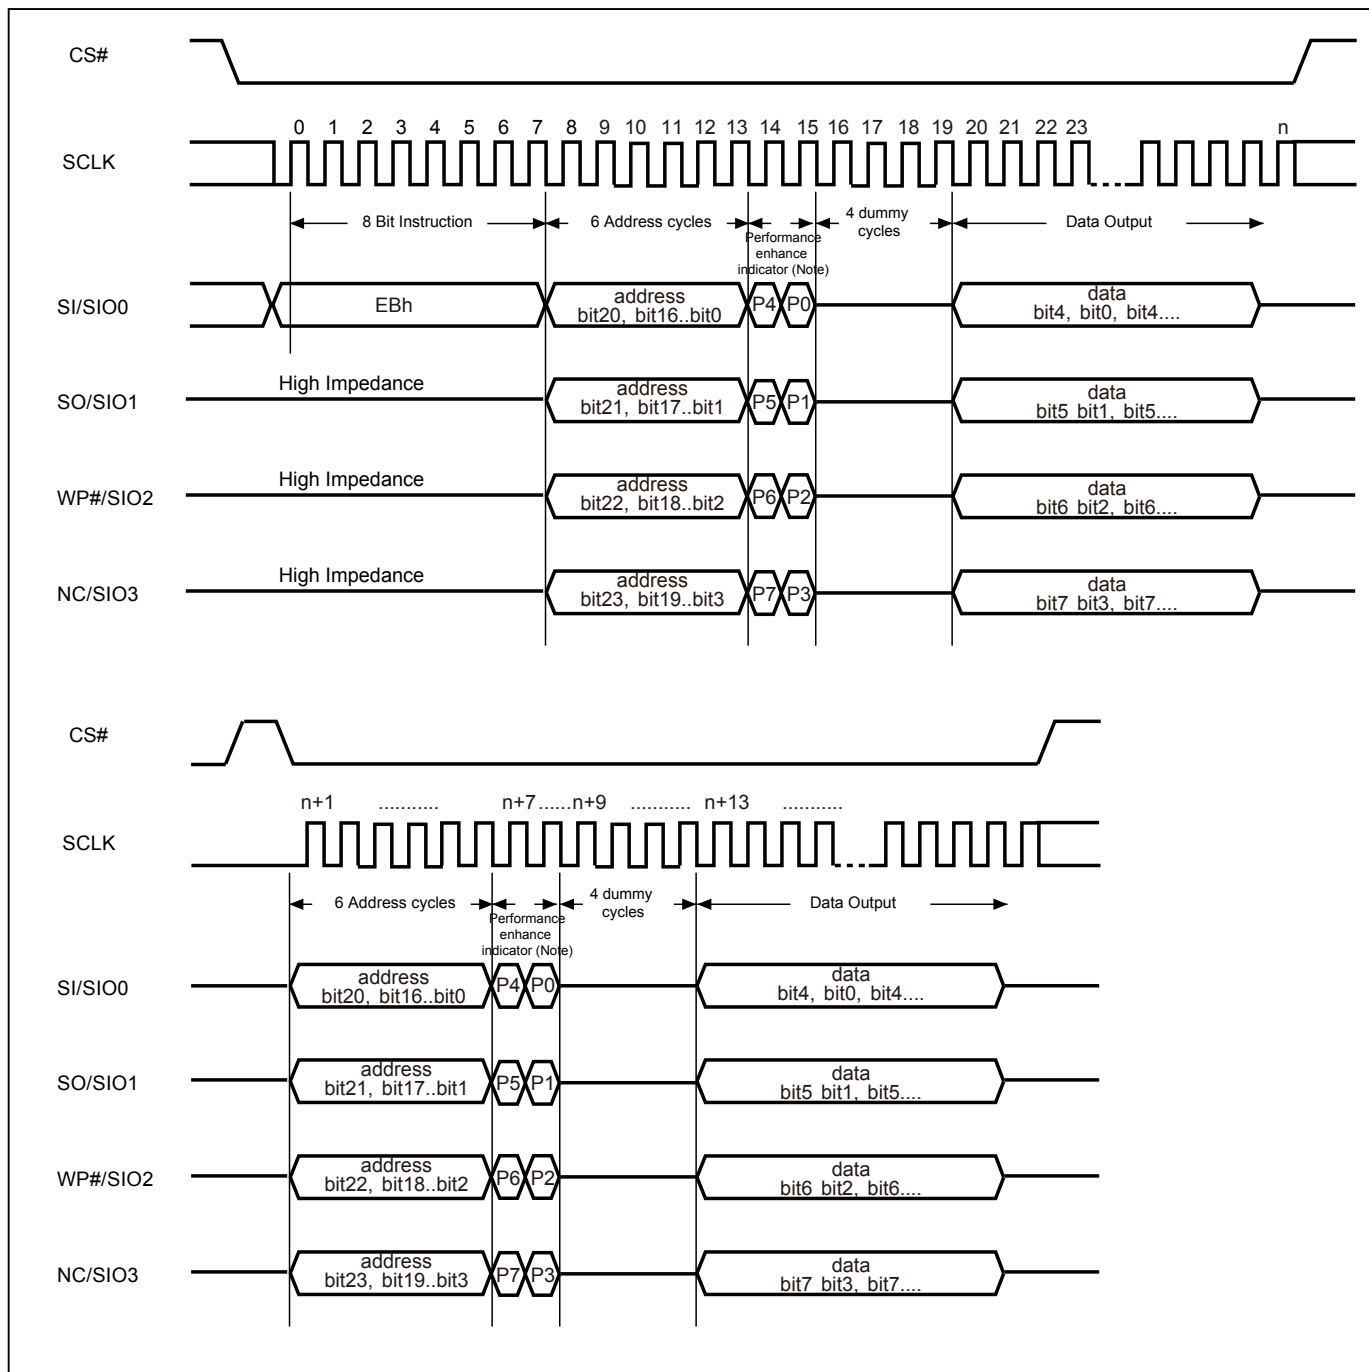 CS#
0 1 2 3 4 5 6 7 8 9 10 11 12 13 14 15 16 17 18 19 20 21 22 23 n
SCLK
8 Bit Instruction
6 Address cycles
Performance
enhance
indicator (Note)
4 dummy
cycles
Data Output
SI/SIO0
EBh
address
bit20, bit16..bit0
P4 P0
data
bit4, bit0, bit4....
SO/SIO1
High Impedance
address
bit21, bit17..bit1
P5 P1
data
bit5 bit1, bit5....
WP#/SIO2
High Impedance
address
bit22, bit18..bit2
P6 P2
data
bit6 bit2, bit6....
NC/SIO3
High Impedance
address
bit23, bit19..bit3
P7 P3
data
bit7 bit3, bit7....
CS#
n+1 ........... n+7 ......n+9 ........... n+13 ...........
SCLK
6 Address cycles
Performance
enhance
indicator (Note)
4 dummy
cycles
Data Output
SI/SIO0
address
bit20, bit16..bit0
P4 P0
data
bit4, bit0, bit4....
SO/SIO1
address
bit21, bit17..bit1
P5 P1
data
bit5 bit1, bit5....
WP#/SIO2
address
bit22, bit18..bit2
P6 P2
data
bit6 bit2, bit6....
NC/SIO3
address
bit23, bit19..bit3
P7 P3
data
bit7 bit3, bit7....